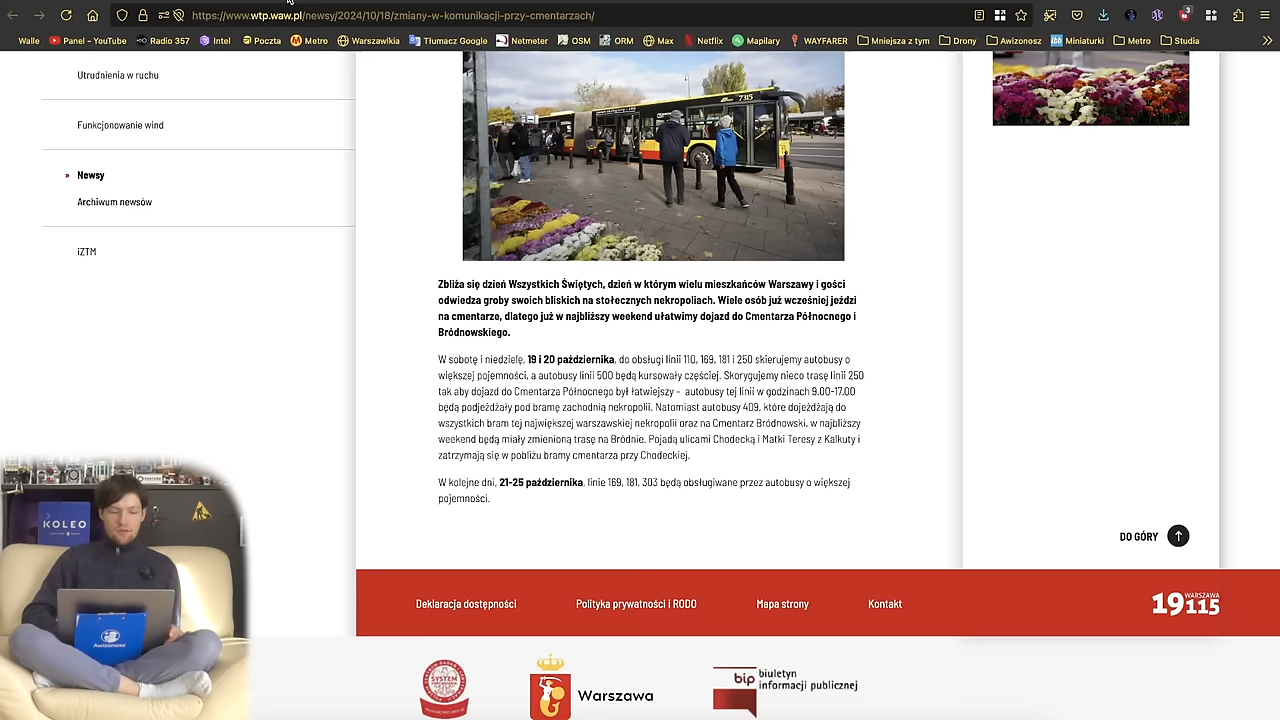 https://www.wtp.waw.pl/newsy/2024/10/18/zmiany-w-komunikacji-przy-cmentarzach/
Walle
Panel - YouTube
Radio 357
Intel
Poczta
Metro
Warszawikia
Tłumacz Google
Netmeter
OSM
ORM
Max
Netflix
Mapilary
WAYFARER
Mniejsza z tym
Drony
Awizonosz
Miniaturki
Metro
Studia
Utrudnienia w ruchu
Funkcjonowanie wind
» Newsy
Archiwum newsów
iZTM
7315
Zbliża się dzień Wszystkich Świętych, dzień w którym wielu mieszkańców Warszawy i gości
odwiedza groby swoich bliskich na stołecznych nekropoliach. Wiele osób już wcześniej jeździ
na cmentarze, dlatego już w najbliższy weekend ułatwimy dojazd do Cmentarza Północnego i
Bródnowskiego.
W sobotę i niedzielę, 19 i 20 października, do obsługi linii 110, 169, 181 i 250 skierujemy autobusy o
większej pojemności, a autobusy linii 500 będą kursowały częściej. Skorygujemy nieco trasę linii 250
tak aby dojazd do Cmentarza Północnego był łatwiejszy – autobusy tej linii w godzinach 9.00-17.00
będą podjeżdżały pod bramę zachodnią nekropolii. Natomiast autobusy 409, które dojeżdżają do
wszystkich bram tej największej warszawskiej nekropolii oraz na Cmentarz Bródnowski, w najbliższy
weekend będą miały zmienioną trasę na Bródnie. Pojadą ulicami Chodecką i Matki Teresy z Kalkuty i
zatrzymają się w pobliżu bramy cmentarza przy Chodeckiej.
W kolejne dni, 21-25 października, linie 169, 181, 303 będą obsługiwane przez autobusy o większej
pojemności.
DO GÓRY
KOLEO
Awizonosz
Deklaracja dostępności
Polityka prywatności i RODO
Mapa strony
Kontakt
WARSZAWA
19115
SYSTEM
Warszawa
bip
biuletyn
informacji publicznej